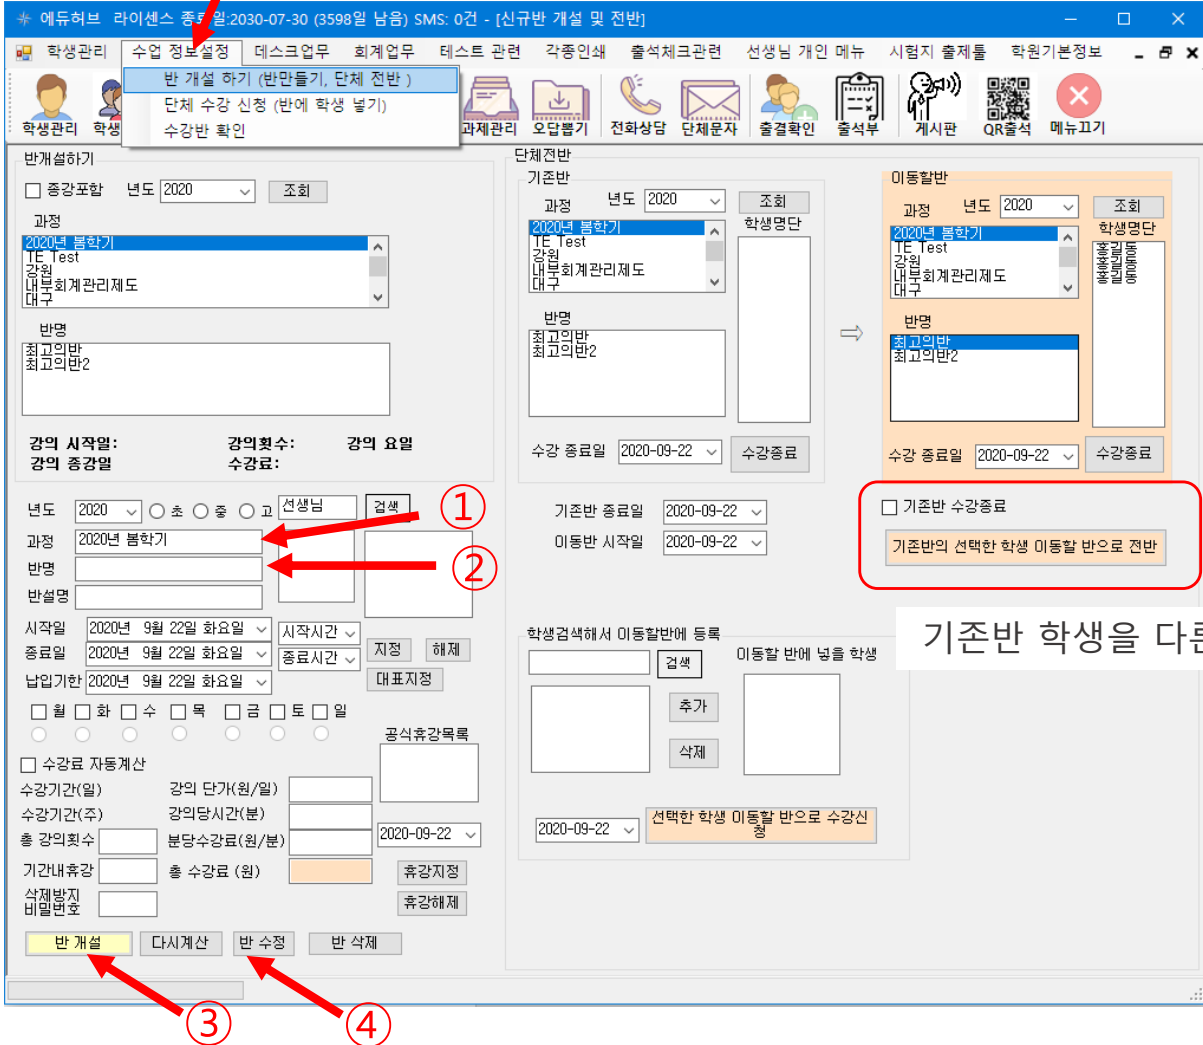 에듀허브 라이센스 종료일:2030-07-30 (3598일 남음) SMS: 0건 - [신규반 개설 및 전반]
학생관리 수업 정보설정 데스크업무 회계업무 테스트 관련 각종인쇄 출석체크관련 선생님 개인 메뉴 시험지 출제툴 학원기본정보
반 개설 하기 (반만들기, 단체 전반 )
단체 수강 신청 (반에 학생 넣기)
수강반 확인
학생관리 학생 과제관리 오답뽑기 전화상담 단체문자 출결확인 출석부 게시판 QR출석 메뉴끄기
반개설하기
종강포함 년도 2020 조회
과정
2020년 봄학기
TE Test
강원
내부회계관리제도
대구
반명
최고의반
최고의반2
강의 시작일: 강의횟수: 강의 요일
강의 종강일 수강료:
단체전반
기존반
과정 년도 2020 조회
학생명단
2020년 봄학기
TE Test
강원
내부회계관리제도
대구
반명
최고의반
최고의반2
수강 종료일 2020-09-22 수강종료
이동할반
과정 년도 2020 조회
학생명단
2020년 봄학기
TE Test
강원
내부회계관리제도
대구
홍길동
홍길동
홍길동
반명
최고의반
최고의반2
수강 종료일 2020-09-22 수강종료
년도 2020 초 중 고 선생님 검색
①
과정 2020년 봄학기
반명
②
반설명
시작일 2020년 9월 22일 화요일 시작시간
종료일 2020년 9월 22일 화요일 종료시간 지정 해제
납입기한 2020년 9월 22일 화요일 대표지정
월 화 수 목 금 토 일
공식휴강목록
수강료 자동계산
수강기간(일) 강의 단가(원/일)
수강기간(주) 강의당시간(분)
총 강의횟수 분당수강료(원/분) 2020-09-22
기간내휴강 총 수강료 (원) 휴강지정
삭제방지
비밀번호
휴강해제
반 개설 다시계산 반 수정 반 삭제
③ ④
기존반 종료일 2020-09-22
이동반 시작일 2020-09-22
기존반 수강종료
기존반의 선택한 학생 이동할 반으로 전반
기존반 학생을 다른
학생검색해서 이동할반에 등록
검색 이동할 반에 넣을 학생
추가
삭제
2020-09-22 선택한 학생 이동할 반으로 수강신
청